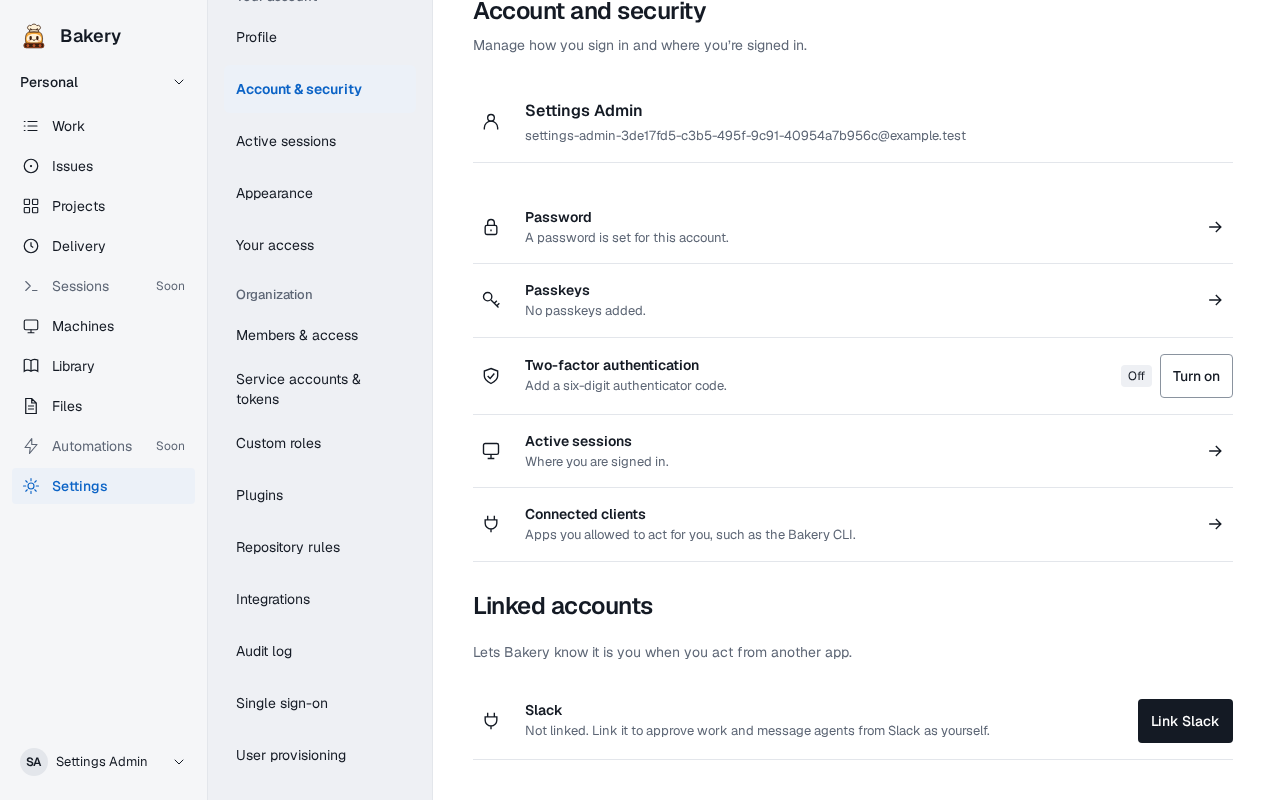 Bakery
Personal
Work
Issues
Projects
Delivery
Sessions Soon
Machines
Library
Files
Automations Soon
Settings
SA Settings Admin
Profile
Account & security
Active sessions
Appearance
Your access
Organization
Members & access
Service accounts &
tokens
Custom roles
Plugins
Repository rules
Integrations
Audit log
Single sign-on
User provisioning
Account and security
Manage how you sign in and where you're signed in.
Settings Admin
settings-admin-3de17fd5-c3b5-495f-9c91-40954a7b956c@example.test
Password
A password is set for this account.
Passkeys
No passkeys added.
Two-factor authentication
Add a six-digit authenticator code.
Off Turn on
Active sessions
Where you are signed in.
Connected clients
Apps you allowed to act for you, such as the Bakery CLI.
Linked accounts
Lets Bakery know it is you when you act from another app.
Slack
Not linked. Link it to approve work and message agents from Slack as yourself.
Link Slack